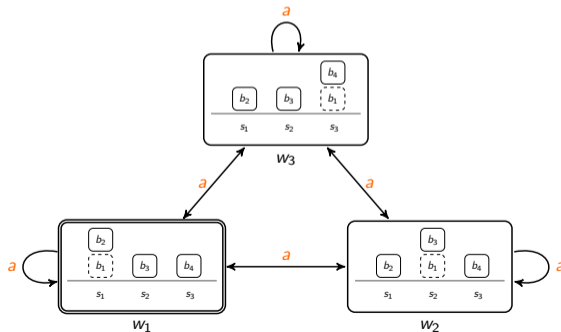 a
b₄
b₂ b₃ b₁
s₁ s₂ s₃
w₃
a a
b₂ b₃
a b₁ b₃ b₄ a b₂ b₁ b₄ a
s₁ s₂ s₃ s₁ s₂ s₃
w₁ w₂